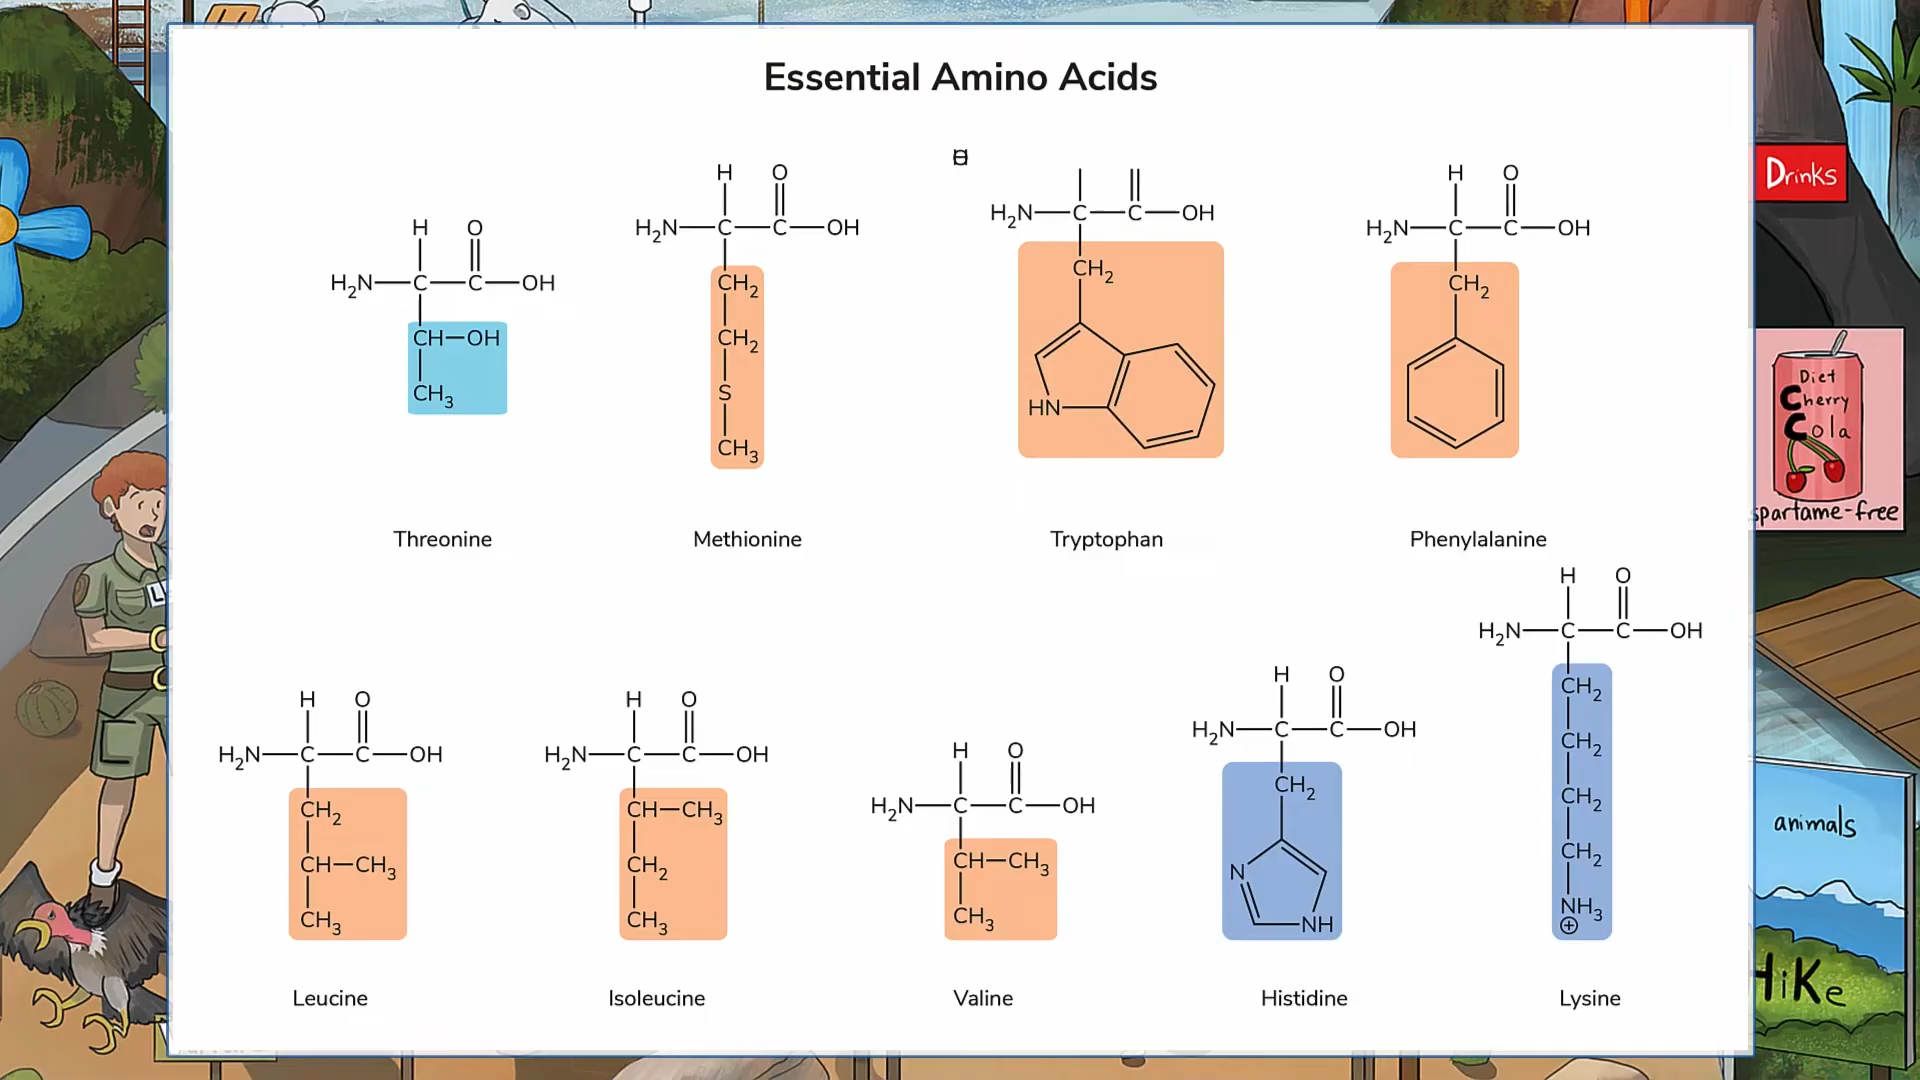 Essential Amino Acids
H O
H₂N C C OH
CH OH
CH₃
Threonine
H O
H₂N C C OH
CH₂
CH₂
S
CH₃
Methionine
H₂N C C OH
CH₂
HN
Tryptophan
H O
H₂N C C OH
CH₂
Phenylalanine
H O
H₂N C C OH
CH₂
CH CH₃
CH₃
Leucine
H O
H₂N C C OH
CH CH₃
CH₂
CH₃
Isoleucine
H O
H₂N C C OH
CH CH₃
CH₃
Valine
H O
H₂N C C OH
CH₂
N
NH
Histidine
H O
H₂N C C OH
CH₂
CH₂
CH₂
CH₂
NH₃
⊕
Lysine
Drinks
Diet
Cherry
Cola
spartame-free
animals
HiKe